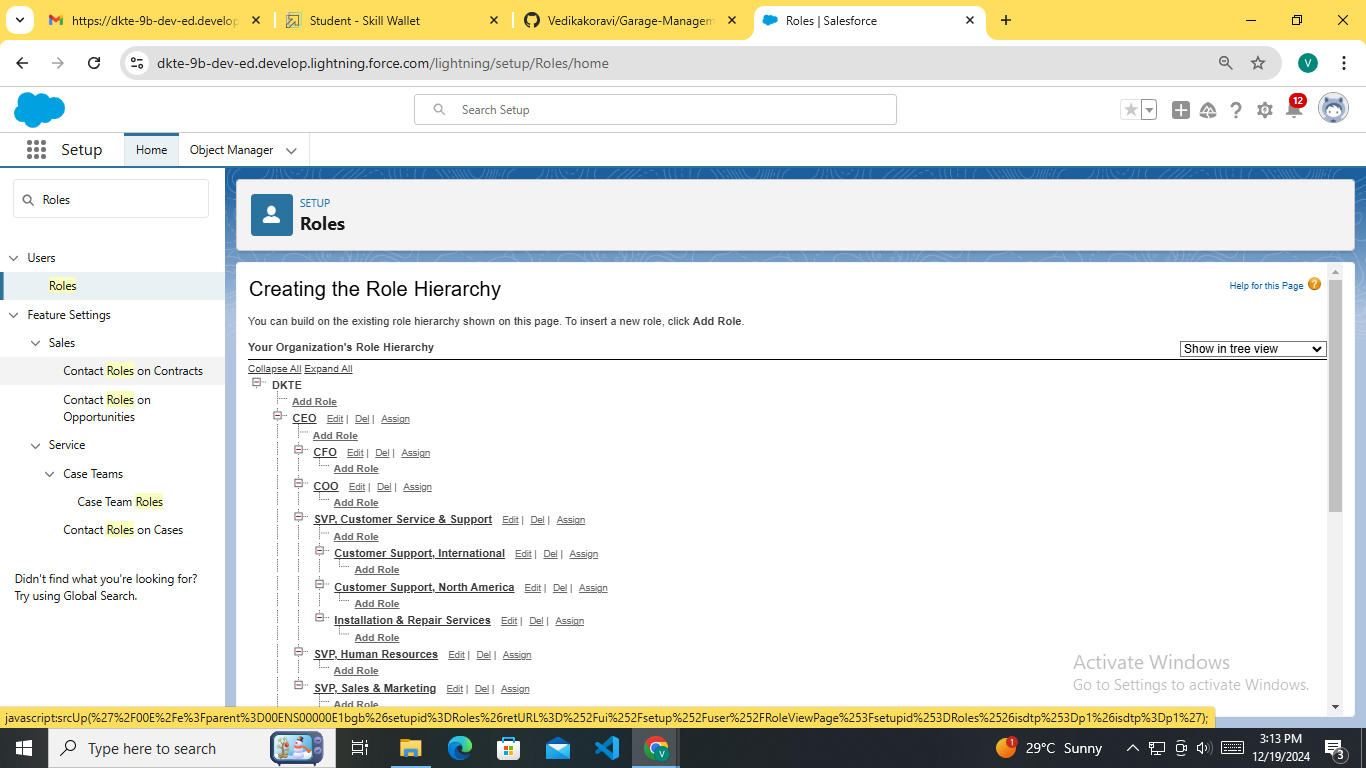 https://dkte-9b-dev-ed.develop
Student - Skill Wallet
Vedikakoravi/Garage-Managem
Roles | Salesforce
dkte-9b-dev-ed.develop.lightning.force.com/lightning/setup/Roles/home
V
Search Setup
12
Setup
Home
Object Manager
Roles
SETUP
Roles
Users
Roles
Feature Settings
Sales
Contact Roles on Contracts
Contact Roles on
Opportunities
Service
Case Teams
Case Team Roles
Contact Roles on Cases
Didn't find what you're looking for?
Try using Global Search.
Creating the Role Hierarchy
Help for this Page
You can build on the existing role hierarchy shown on this page. To insert a new role, click Add Role.
Your Organization's Role Hierarchy
Show in tree view
Collapse All Expand All
DKTE
Add Role
CEO Edit | Del | Assign
Add Role
CFO Edit | Del | Assign
Add Role
COO Edit | Del | Assign
Add Role
SVP, Customer Service & Support Edit | Del | Assign
Add Role
Customer Support, International Edit | Del | Assign
Add Role
Customer Support, North America Edit | Del | Assign
Add Role
Installation & Repair Services Edit | Del | Assign
Add Role
SVP, Human Resources Edit | Del | Assign
Add Role
SVP, Sales & Marketing Edit | Del | Assign
Add Role
Activate Windows
Go to Settings to activate Windows.
javascript:srcUp(%27%2F00E%2Fe%3Fparent%3D00ENS00000E1bgb%26setupid%3DRoles%26retURL%3D%252Fui%252Fsetup%252Fuser%252FRoleViewPage%253Fsetupid%253DRoles%2526isdtp%253Dp1%26isdtp%3Dp1%27);
Type here to search
V
1
29°C Sunny
3:13 PM
12/19/2024
3